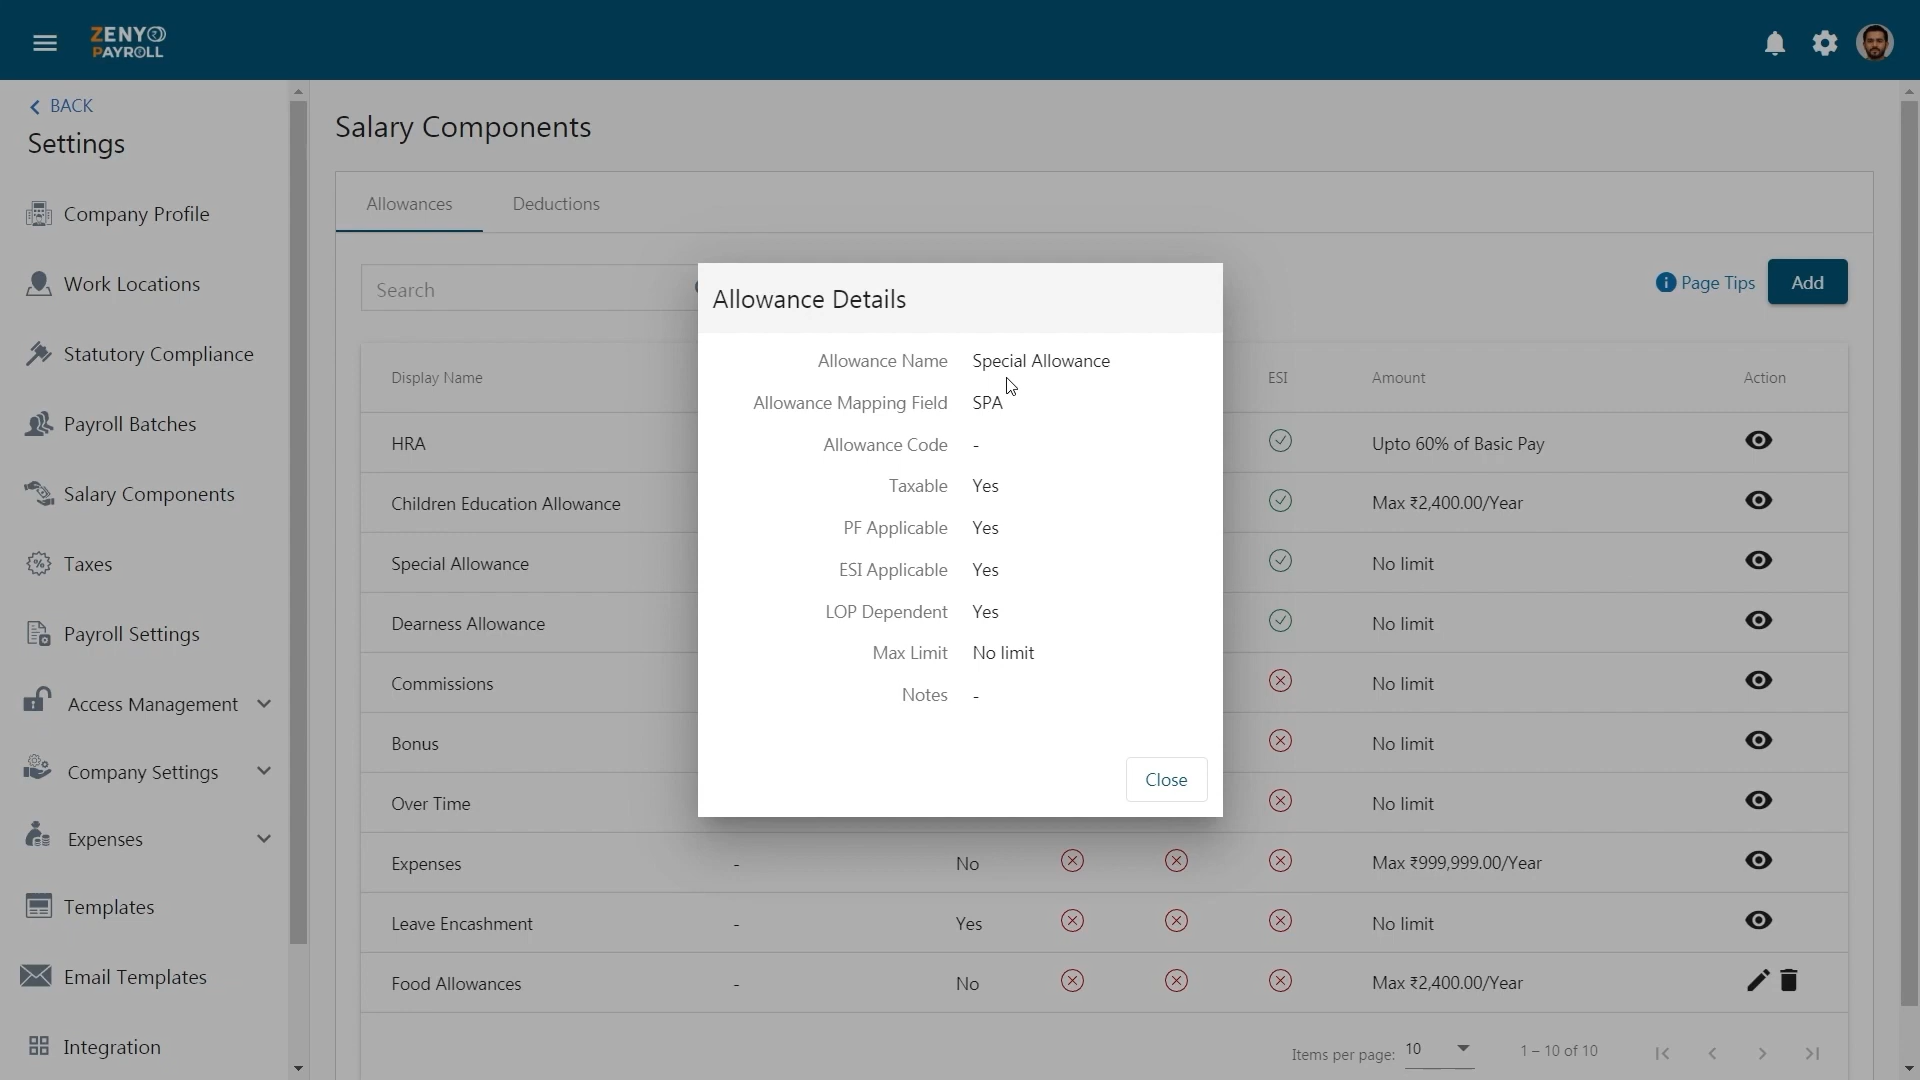 ZENYO
PAYROLL
BACK
Settings
Company Profile
Work Locations
Statutory Compliance
Payroll Batches
Salary Components
Taxes
Payroll Settings
Access Management
Company Settings
Expenses
Templates
Email Templates
Integration
Salary Components
Allowances Deductions
Search
Page Tips Add
Display Name ESI Amount Action
HRA Upto 60% of Basic Pay
Children Education Allowance Max ₹2,400.00/Year
Special Allowance No limit
Dearness Allowance No limit
Commissions No limit
Bonus No limit
Over Time No limit
Expenses - No Max ₹999,999.00/Year
Leave Encashment - Yes No limit
Food Allowances - No Max ₹2,400.00/Year
Items per page: 10 1 – 10 of 10
Allowance Details
Allowance Name Special Allowance
Allowance Mapping Field SPA
Allowance Code -
Taxable Yes
PF Applicable Yes
ESI Applicable Yes
LOP Dependent Yes
Max Limit No limit
Notes -
Close